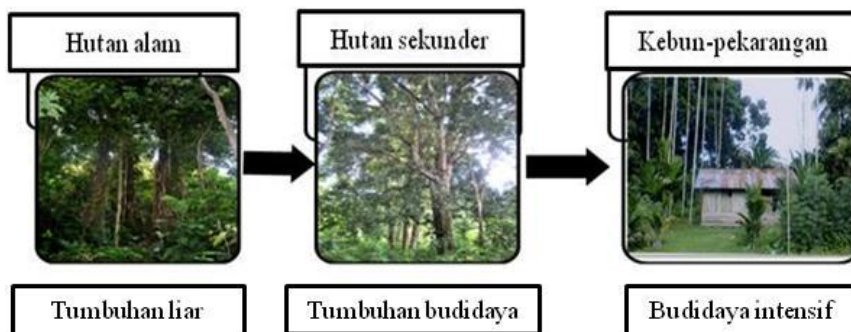 Hutan alam
Hutan sekunder
Kebun-pekarangan
Tumbuhan liar
Tumbuhan budidaya
Budidaya intensif